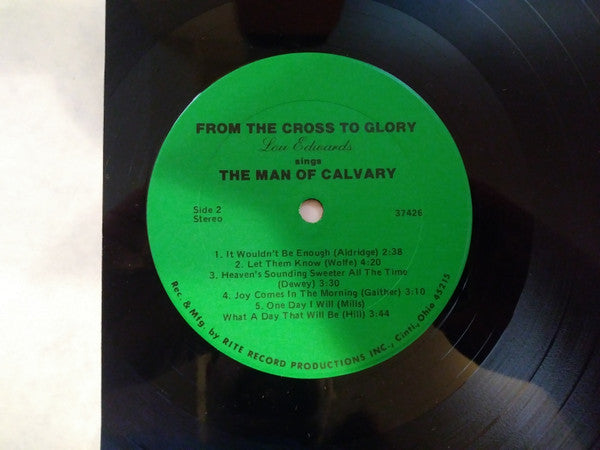 FROM THE CROSS TO GLORY
Lou Edwards
sings
THE MAN OF CALVARY
Side 2
Stereo
37426
1. It Wouldn't Be Enough (Aldridge) 2:38
2. Let Them Know (Wolfe) 4:20
3. Heaven's Sounding Sweeter All The Time
(Dewey) 3:30
4. Joy Comes In The Morning (Gaither) 3:10
5. One Day I Will (Mills)
What A Day That Will Be (Hill) 3:44
Rec. & Mfg. by RITE RECORD PRODUCTIONS INC., Cinti., Ohio 45215